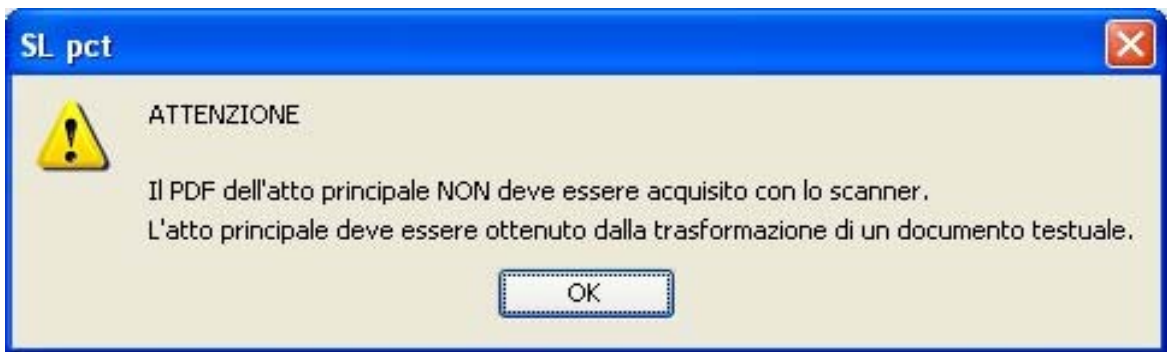 SL pct
ATTENZIONE
Il PDF dell'atto principale NON deve essere acquisito con lo scanner.
L'atto principale deve essere ottenuto dalla trasformazione di un documento testuale.
OK